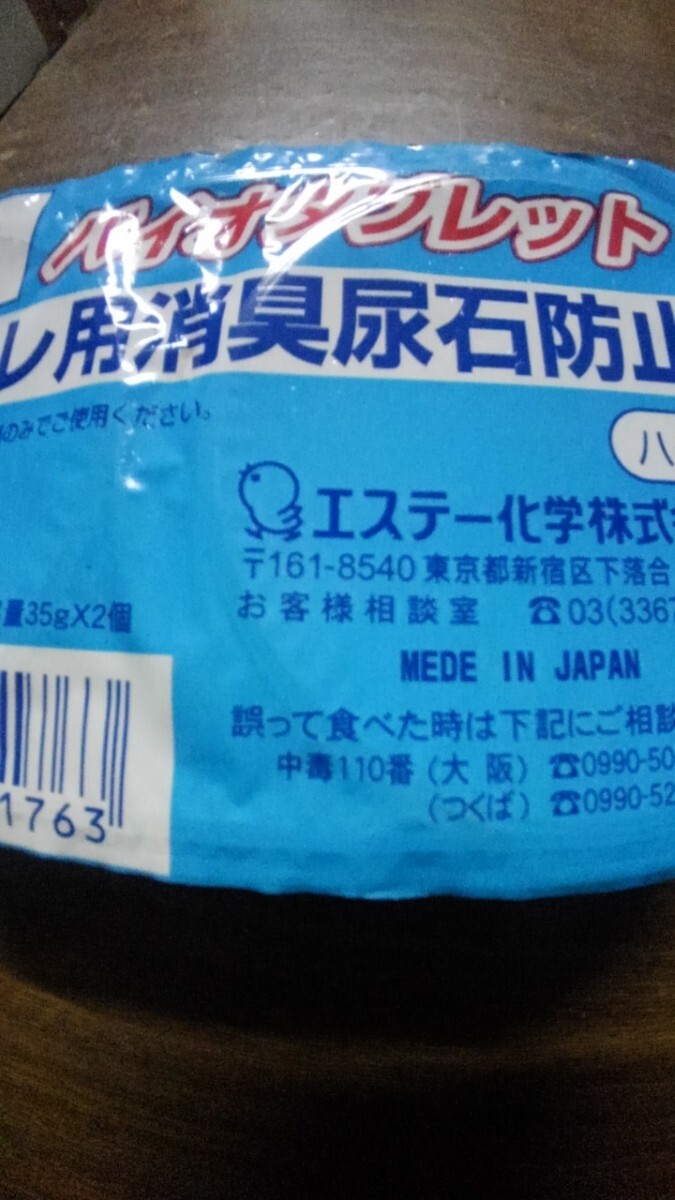 バイオタブレット
レ用消臭尿石防止
のみでご使用ください。
ハ
エステー化学株式
〒161-8540 東京都新宿区下落合
お客様相談室 ☎03(3367
量35g×2個
MEDE IN JAPAN
誤って食べた時は下記にご相談
中毒110番(大阪)☎0990-50
(つくば)☎0990-52
1763